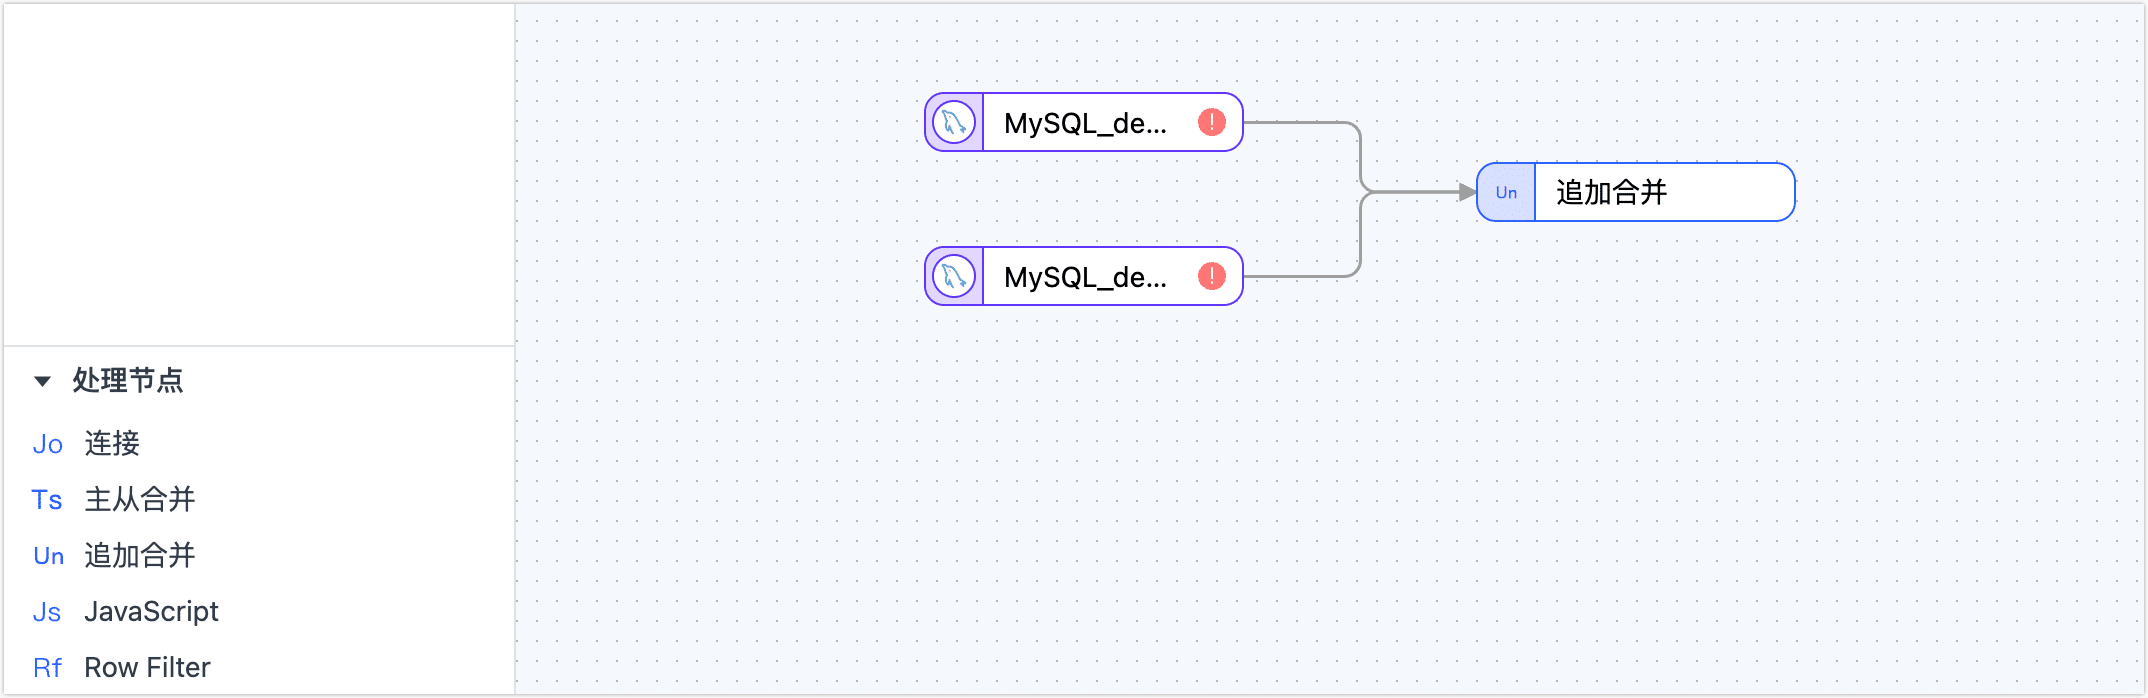 处理节点
Jo 连接
Ts 主从合并
Un 追加合并
Js JavaScript
Rf Row Filter
MySQL_de...
MySQL_de...
Un 追加合并